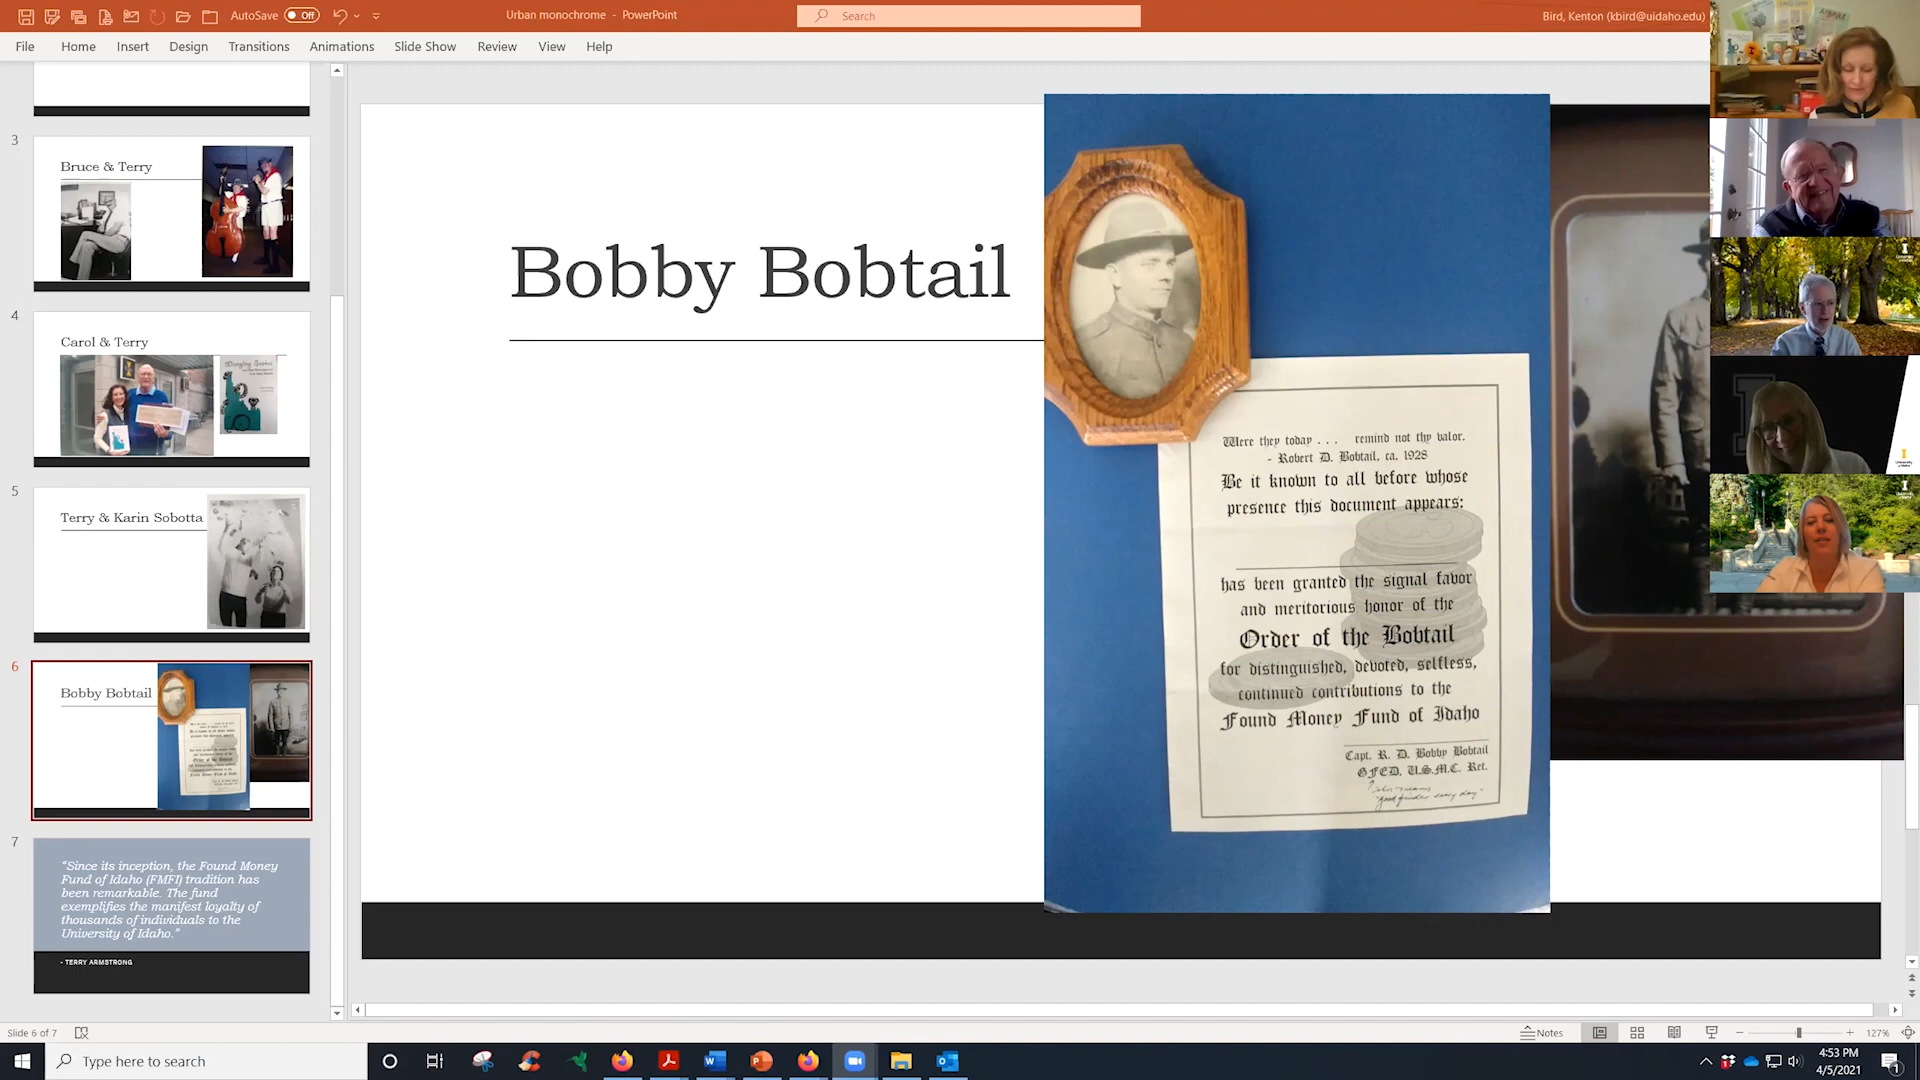 AutoSave Off
Urban monochrome - PowerPoint
Search
Bird, Kenton (kbird@uidaho.edu)
File Home Insert Design Transitions Animations Slide Show Review View Help
3
Bruce & Terry
4
Carol & Terry
5
Terry & Karin Sobotta
6
Bobby Bobtail
7
"Since its inception, the Found Money
Fund of Idaho (FMFI) tradition has
been remarkable. The fund
exemplifies the manifest loyalty of
thousands of individuals to the
University of Idaho."
- TERRY ARMSTRONG
Bobby Bobtail
Were they today . . . remind not thy valor.
- Robert D. Bobtail, ca. 1928
Be it known to all before whose
presence this document appears:
has been granted the signal favor
and meritorious honor of the
Order of the Bobtail
for distinguished, devoted, selfless,
continued contributions to the
Found Money Fund of Idaho
Capt. R. D. Bobby Bobtail
GFED, U.S.M.C. Ret.
Slide 6 of 7
Notes
127%
Type here to search
4:53 PM
4/5/2021
1